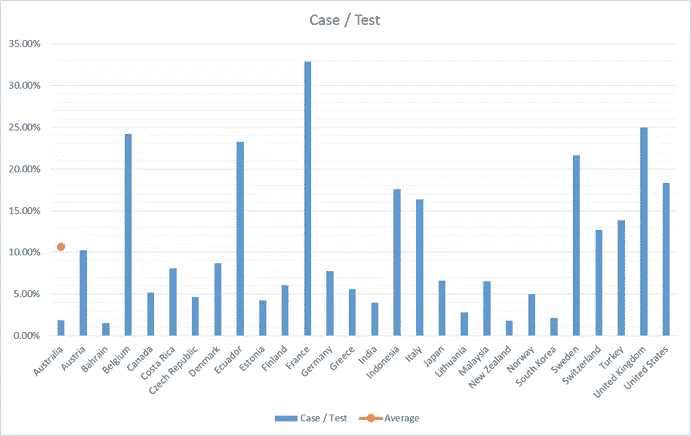 Case / Test
35.00%
30.00%
25.00%
20.00%
15.00%
10.00%
5.00%
0.00%
Australia
Austria
Bahrain
Belgium
Canada
Costa Rica
Czech Republic
Denmark
Ecuador
Estonia
Finland
France
Germany
Greece
India
Indonesia
Italy
Japan
Lithuania
Malaysia
New Zealand
Norway
South Korea
Sweden
Switzerland
Turkey
United Kingdom
United States
Case / Test Average